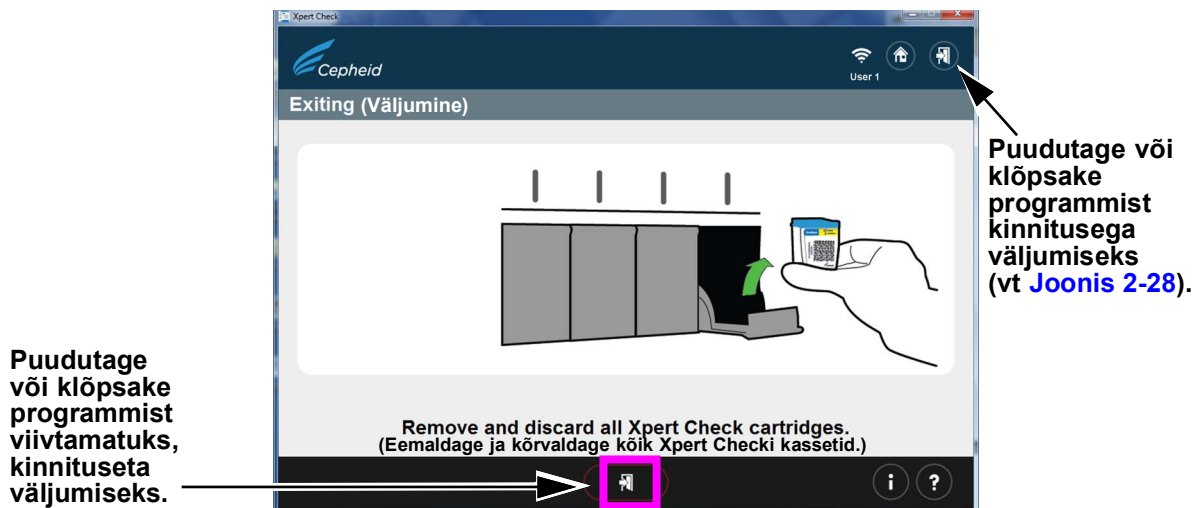 Xpert Check
Cepheid
User 1
Exiting (Väljumine)
Puudutage või
klõpsake
programmist
kinnitusega
väljumiseks
(vt Joonis 2-28).
Puudutage
või klõpsake
programmist
viivtamatuks,
kinnituseta
väljumiseks.
Remove and discard all Xpert Check cartridges.
(Eemaldage ja kõrvaldage kõik Xpert Checki kassetid.)
i ?